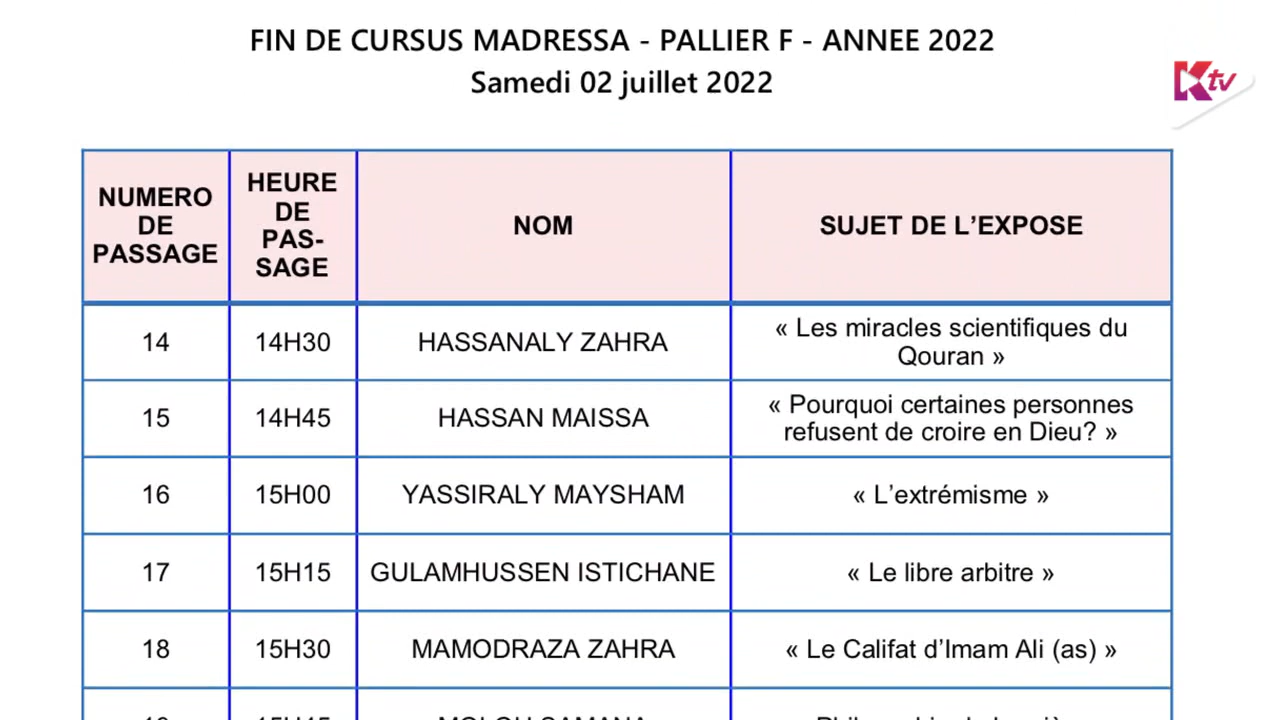 FIN DE CURSUS MADRESSA - PALLIER F - ANNEE 2022
Samedi 02 juillet 2022
Ktv
NUMERO
DE
PASSAGE
HEURE
DE
PAS-
SAGE
NOM
SUJET DE L’EXPOSE
14
14H30
HASSANALY ZAHRA
« Les miracles scientifiques du
Qouran »
15
14H45
HASSAN MAISSA
« Pourquoi certaines personnes
refusent de croire en Dieu? »
16
15H00
YASSIRALY MAYSHAM
« L’extrémisme »
17
15H15
GULAMHUSSEN ISTICHANE
« Le libre arbitre »
18
15H30
MAMODRAZA ZAHRA
« Le Califat d’Imam Ali (as) »
15H45